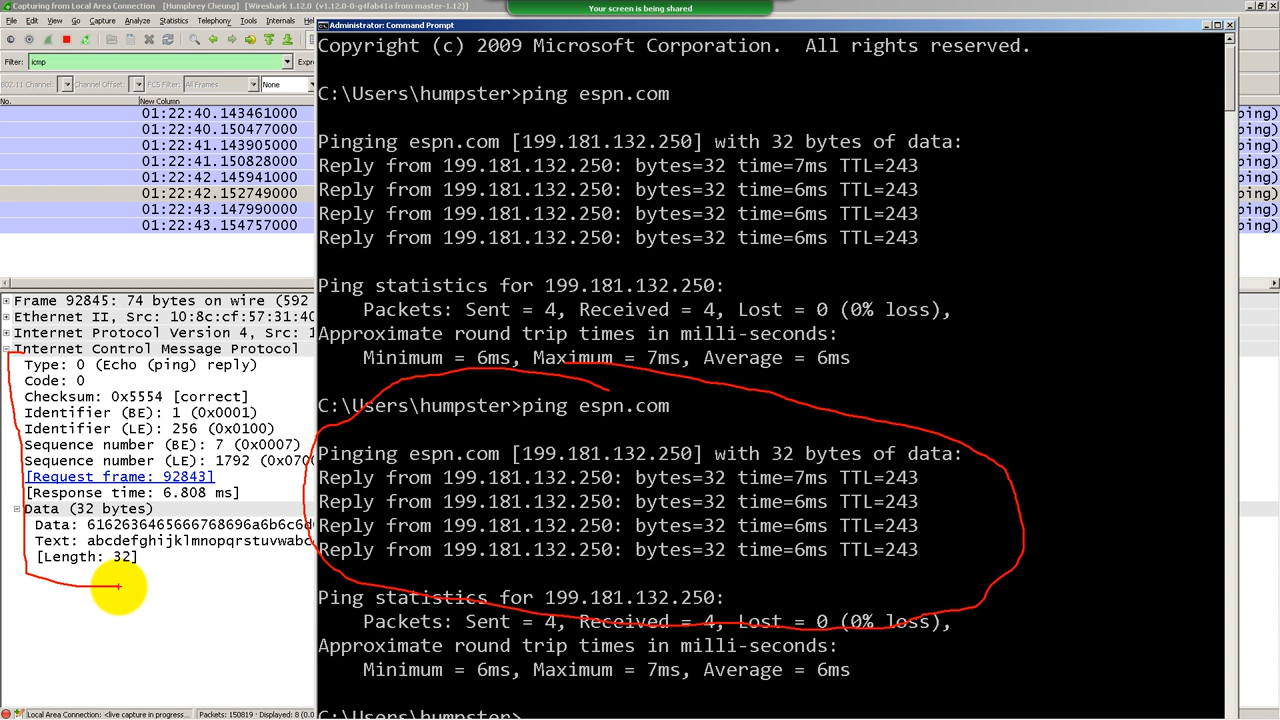 Capturing from Local Area Connection (Humphrey Cheung) [Wireshark 1.12.0 (v1.12.0-0-g4fab41a from master-1.12)]
Your screen is being shared
File Edit View Go Capture Analyze Statistics Telephony Tools Internals
Filter: icmp
802.11 Channel: Channel Offset: FCS Filter: All Frames None
No. New Column
01:22:40.143461000
01:22:40.150477000
01:22:41.143905000
01:22:41.150828000
01:22:42.145941000
01:22:42.152749000
01:22:43.147990000
01:22:43.154757000
Frame 92845: 74 bytes on wire (592
Ethernet II, Src: 10:8c:cf:57:31:40
Internet Protocol Version 4, Src: 1
Internet Control Message Protocol
Type: 0 (Echo (ping) reply)
Code: 0
Checksum: 0x5554 [correct]
Identifier (BE): 1 (0x0001)
Identifier (LE): 256 (0x0100)
Sequence number (BE): 7 (0x0007)
Sequence number (LE): 1792 (0x070
[Request frame: 92843]
[Response time: 6.808 ms]
Data (32 bytes)
Data: 6162636465666768696a6b6c6d
Text: abcdefghijklmnopqrstuvwabc
[Length: 32]
Local Area Connection: <live capture in progress... Packets: 150819 · Displayed: 8 (0.0
Administrator: Command Prompt
Copyright (c) 2009 Microsoft Corporation. All rights reserved.
C:\Users\humpster>ping espn.com
Pinging espn.com [199.181.132.250] with 32 bytes of data:
Reply from 199.181.132.250: bytes=32 time=7ms TTL=243
Reply from 199.181.132.250: bytes=32 time=6ms TTL=243
Reply from 199.181.132.250: bytes=32 time=6ms TTL=243
Reply from 199.181.132.250: bytes=32 time=6ms TTL=243
Ping statistics for 199.181.132.250:
Packets: Sent = 4, Received = 4, Lost = 0 (0% loss),
Approximate round trip times in milli-seconds:
Minimum = 6ms, Maximum = 7ms, Average = 6ms
C:\Users\humpster>ping espn.com
Pinging espn.com [199.181.132.250] with 32 bytes of data:
Reply from 199.181.132.250: bytes=32 time=7ms TTL=243
Reply from 199.181.132.250: bytes=32 time=6ms TTL=243
Reply from 199.181.132.250: bytes=32 time=6ms TTL=243
Reply from 199.181.132.250: bytes=32 time=6ms TTL=243
Ping statistics for 199.181.132.250:
Packets: Sent = 4, Received = 4, Lost = 0 (0% loss),
Approximate round trip times in milli-seconds:
Minimum = 6ms, Maximum = 7ms, Average = 6ms
C:\Users\humpster>
ping)
ping)
ping)
ping)
ping)
ping)
ping)
ping)